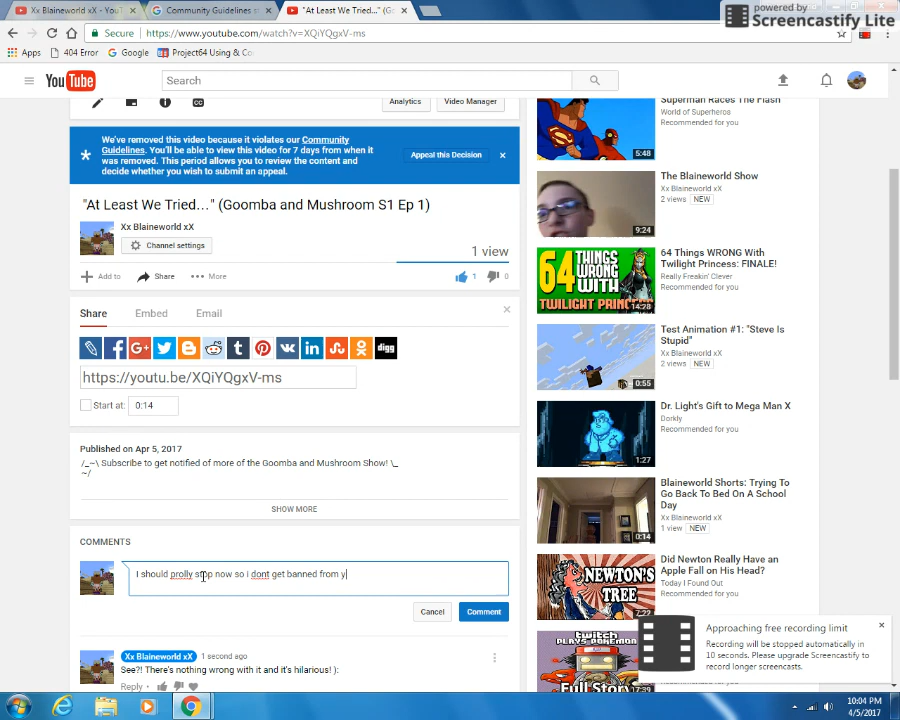 Xx Blaineworld xX - YouT
Community Guidelines s
"At Least We Tried..." (Go
powered by
Screencastify Lite
Secure
https://www.youtube.com/watch?v=XQiYQgxV-ms
Apps
404 Error
Google
Project64 Using & Co
YouTube
Search
Analytics
Video Manager
We've removed this video because it violates our Community
Guidelines. You'll be able to view this video for 7 days from when it
was removed. This period allows you to review the content and
decide whether you wish to submit an appeal.
Appeal this Decision
"At Least We Tried..." (Goomba and Mushroom S1 Ep 1)
Xx Blaineworld xX
Channel settings
1 view
Add to
Share
More
1
0
Share
Embed
Email
digg
https://youtu.be/XQiYQgxV-ms
Start at:
0:14
Published on Apr 5, 2017
/_~\ Subscribe to get notified of more of the Goomba and Mushroom Show! \_
~/
SHOW MORE
COMMENTS
I should prolly stop now so i dont get banned from y
Cancel
Comment
Xx Blaineworld xX
1 second ago
See?! There's nothing wrong with it and it's hilarious! ):
Reply
Superman Races The Flash
World of Superheros
Recommended for you
5:48
The Blaineworld Show
Xx Blaineworld xX
2 views
NEW
9:24
64 Things WRONG With
Twilight Princess: FINALE!
Really Freakin' Clever
Recommended for you
64
THINGS
WRONG WITH
TWILIGHT PRINCESS
14:28
Test Animation #1: "Steve Is
Stupid"
Xx Blaineworld xX
2 views
NEW
0:55
Dr. Light's Gift to Mega Man X
Dorkly
Recommended for you
1:27
Blaineworld Shorts: Trying To
Go Back To Bed On A School
Day
Xx Blaineworld xX
1 view
NEW
0:14
Did Newton Really Have an
Apple Fall on His Head?
Today I Found Out
Recommended for you
NEWTON'S
TREE
7:22
twitch
PLAYS POKEMON
Full Story
17:39
Approaching free recording limit
Recording will be stopped automatically in
10 seconds. Please upgrade Screencastify to
record longer screencasts.
10:04 PM
4/5/2017